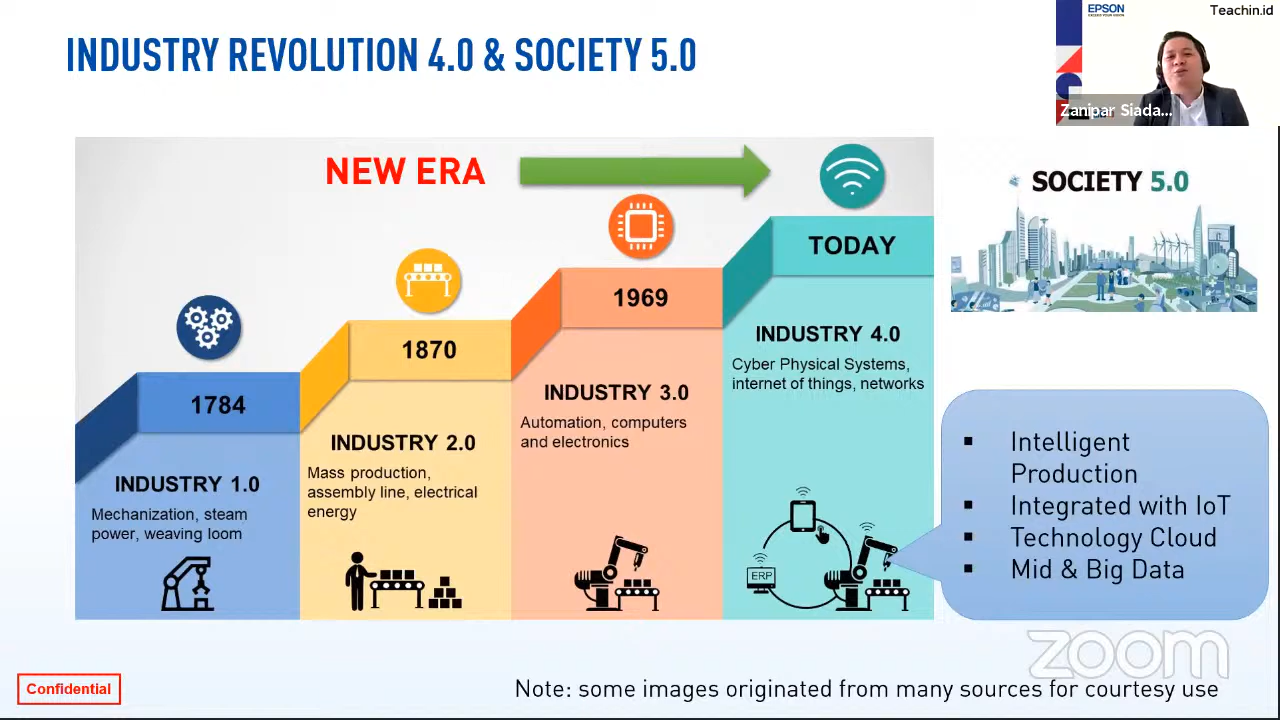 INDUSTRY REVOLUTION 4.0 & SOCIETY 5.0
EPSON
EXCEED YOUR VISION
Teachin.id
Zanipar Siada...
NEW ERA
SOCIETY 5.0
TODAY
1969
1870
1784
INDUSTRY 4.0
Cyber Physical Systems,
internet of things, networks
INDUSTRY 3.0
Automation, computers
and electronics
INDUSTRY 2.0
Mass production,
assembly line, electrical
energy
INDUSTRY 1.0
Mechanization, steam
power, weaving loom
ERP
▪ Intelligent
Production
▪ Integrated with IoT
▪ Technology Cloud
▪ Mid & Big Data
zoom
Confidential
Note: some images originated from many sources for courtesy use